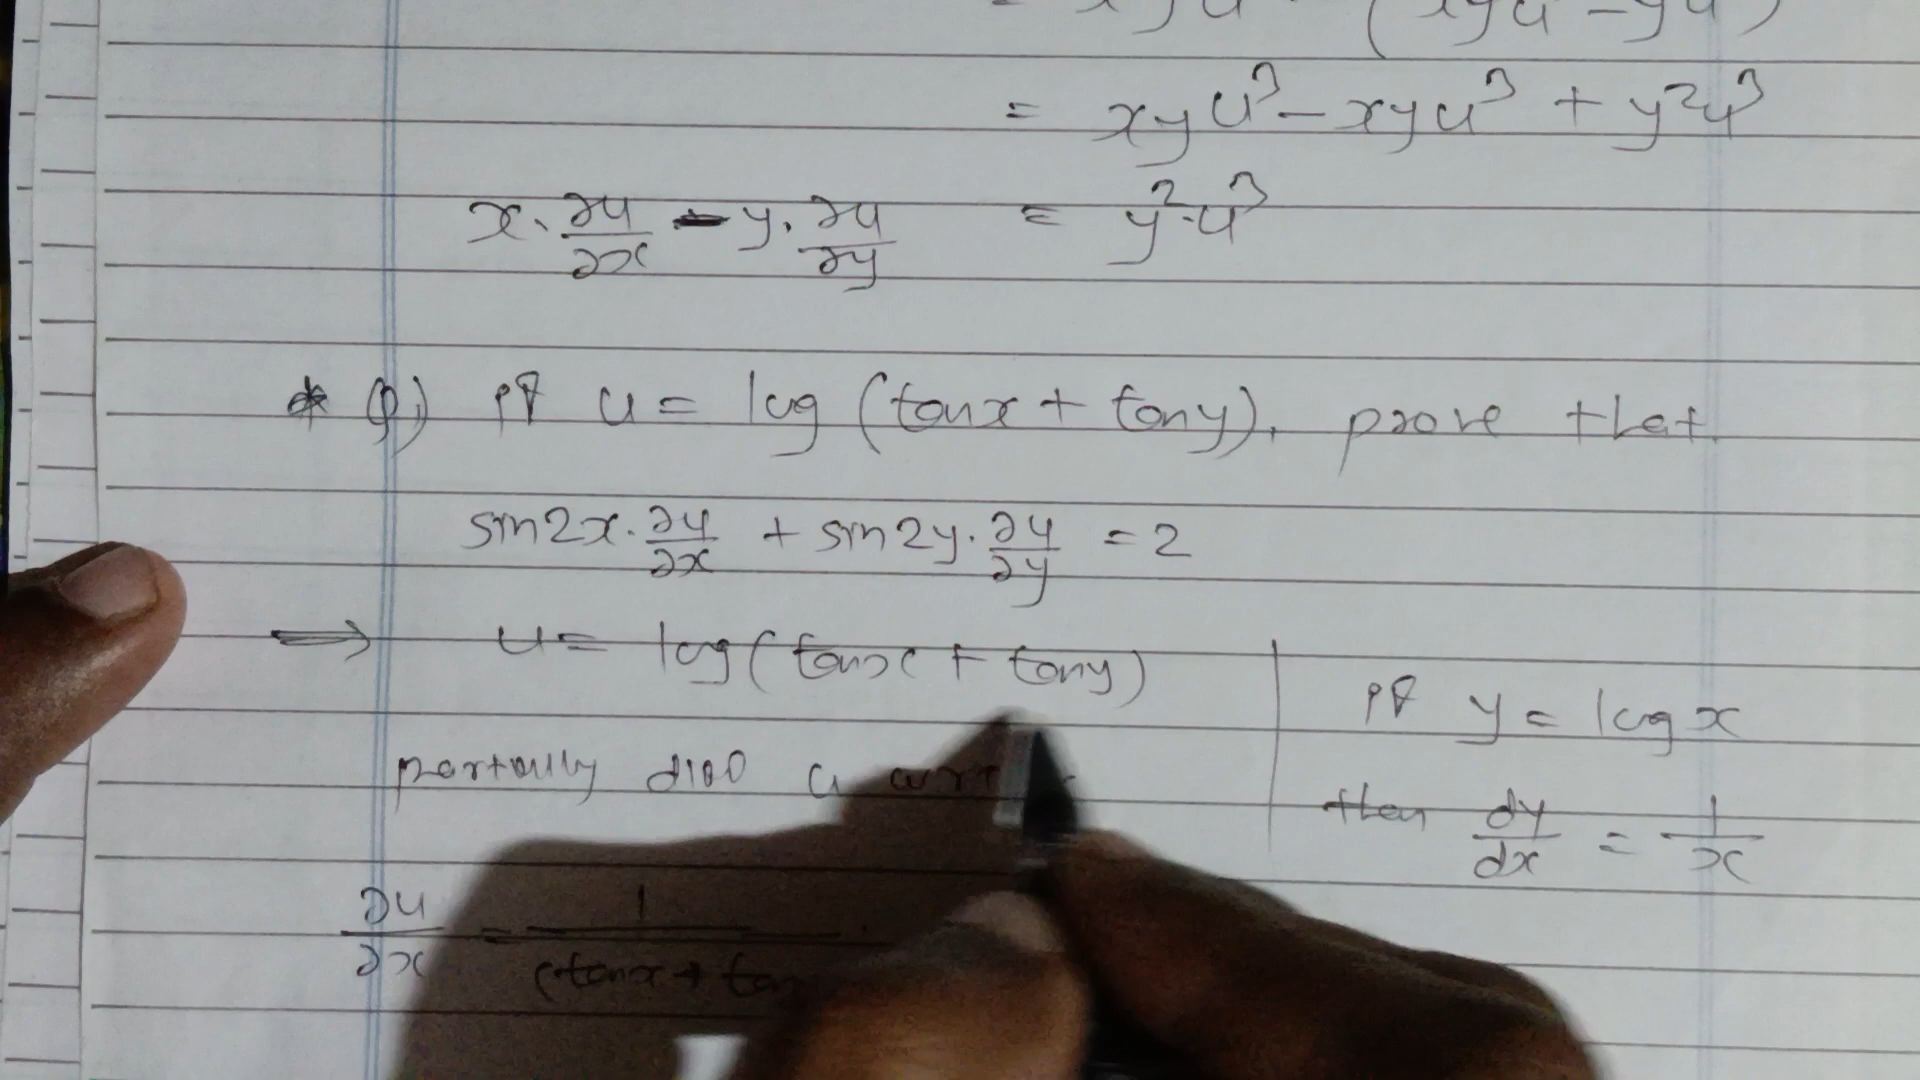 = xyu³ - xyu³ + y²u³
x · ∂u/∂x - y · ∂u/∂y = y² · u³
* Q.) If u = log (tanx + tany), prove that
sin2x · ∂u/∂x + sin2y · ∂u/∂y = 2
⇒ u = log (tanx + tany)
If y = log x
partially diff u w.r.t
then dy/dx = 1/x
∂u/∂x = 1/(tanx + tan